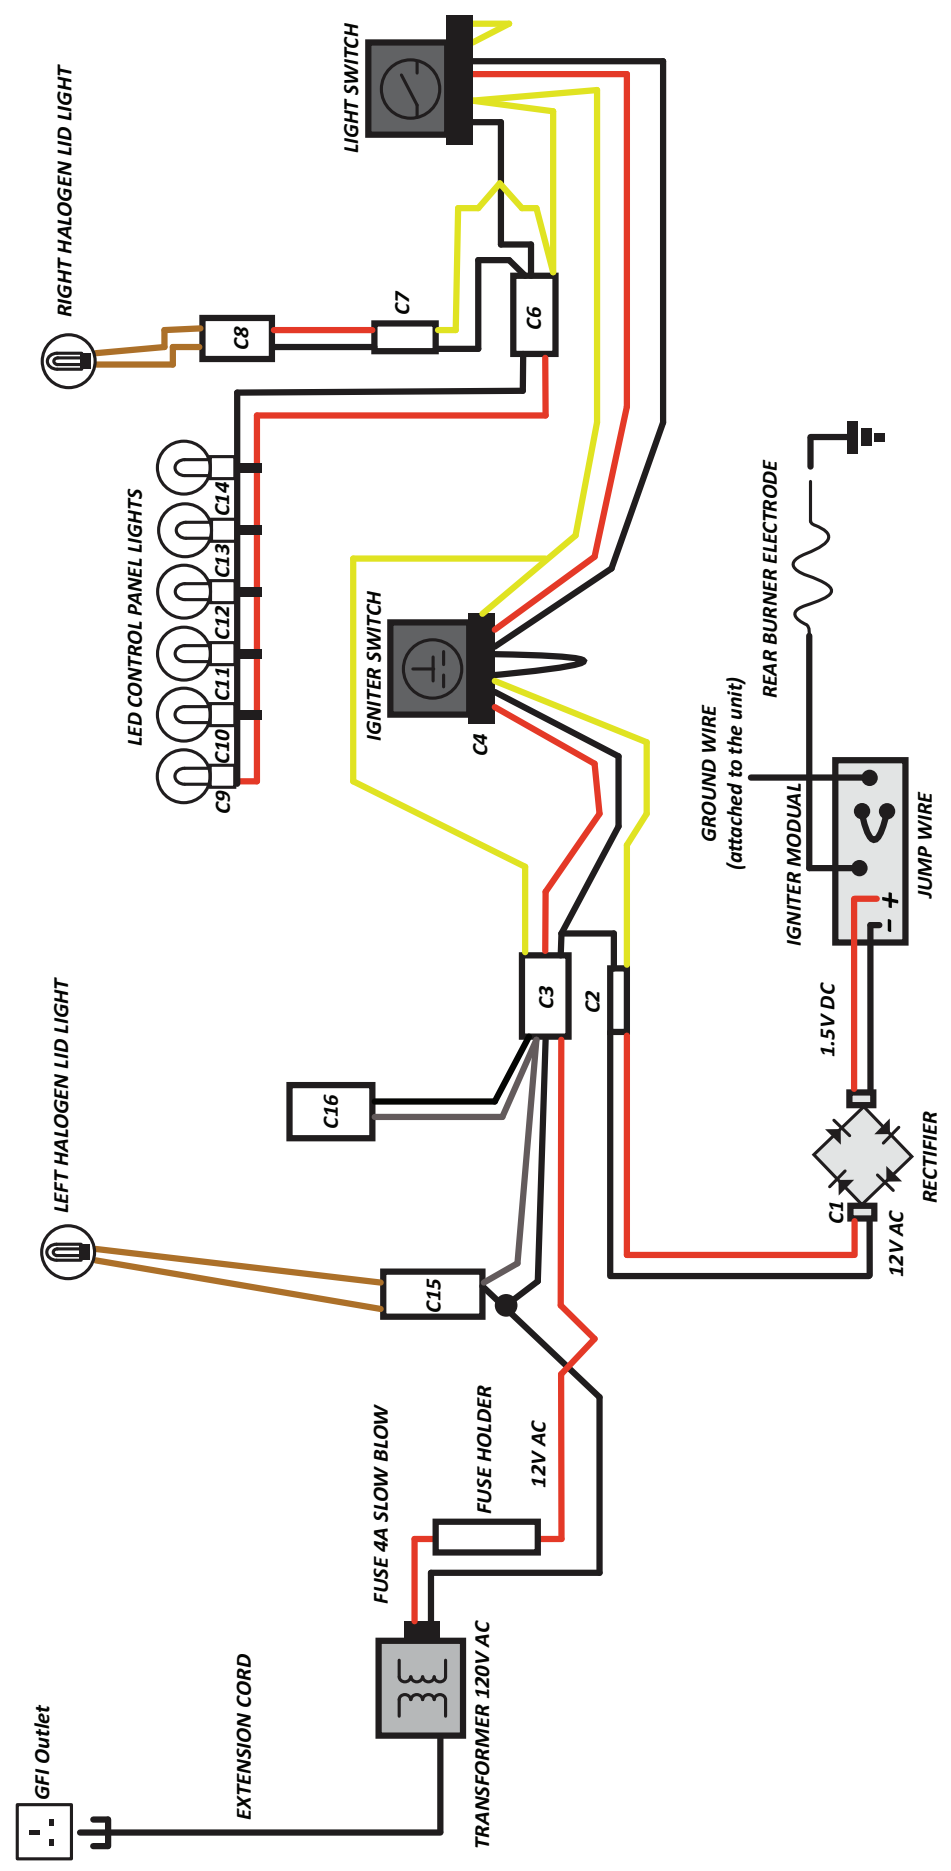 GFI Outlet
EXTENSION CORD
TRANSFORMER 120V AC
FUSE 4A SLOW BLOW
FUSE HOLDER
12V AC
LEFT HALOGEN LID LIGHT
C15
C16
C3
C2
C1
12V AC
RECTIFIER
1.5V DC
IGNITER MODUAL
- +
JUMP WIRE
GROUND WIRE
(attached to the unit)
REAR BURNER ELECTRODE
IGNITER SWITCH
C4
LED CONTROL PANEL LIGHTS
C9
C10
C11
C12
C13
C14
RIGHT HALOGEN LID LIGHT
C8
C7
C6
LIGHT SWITCH